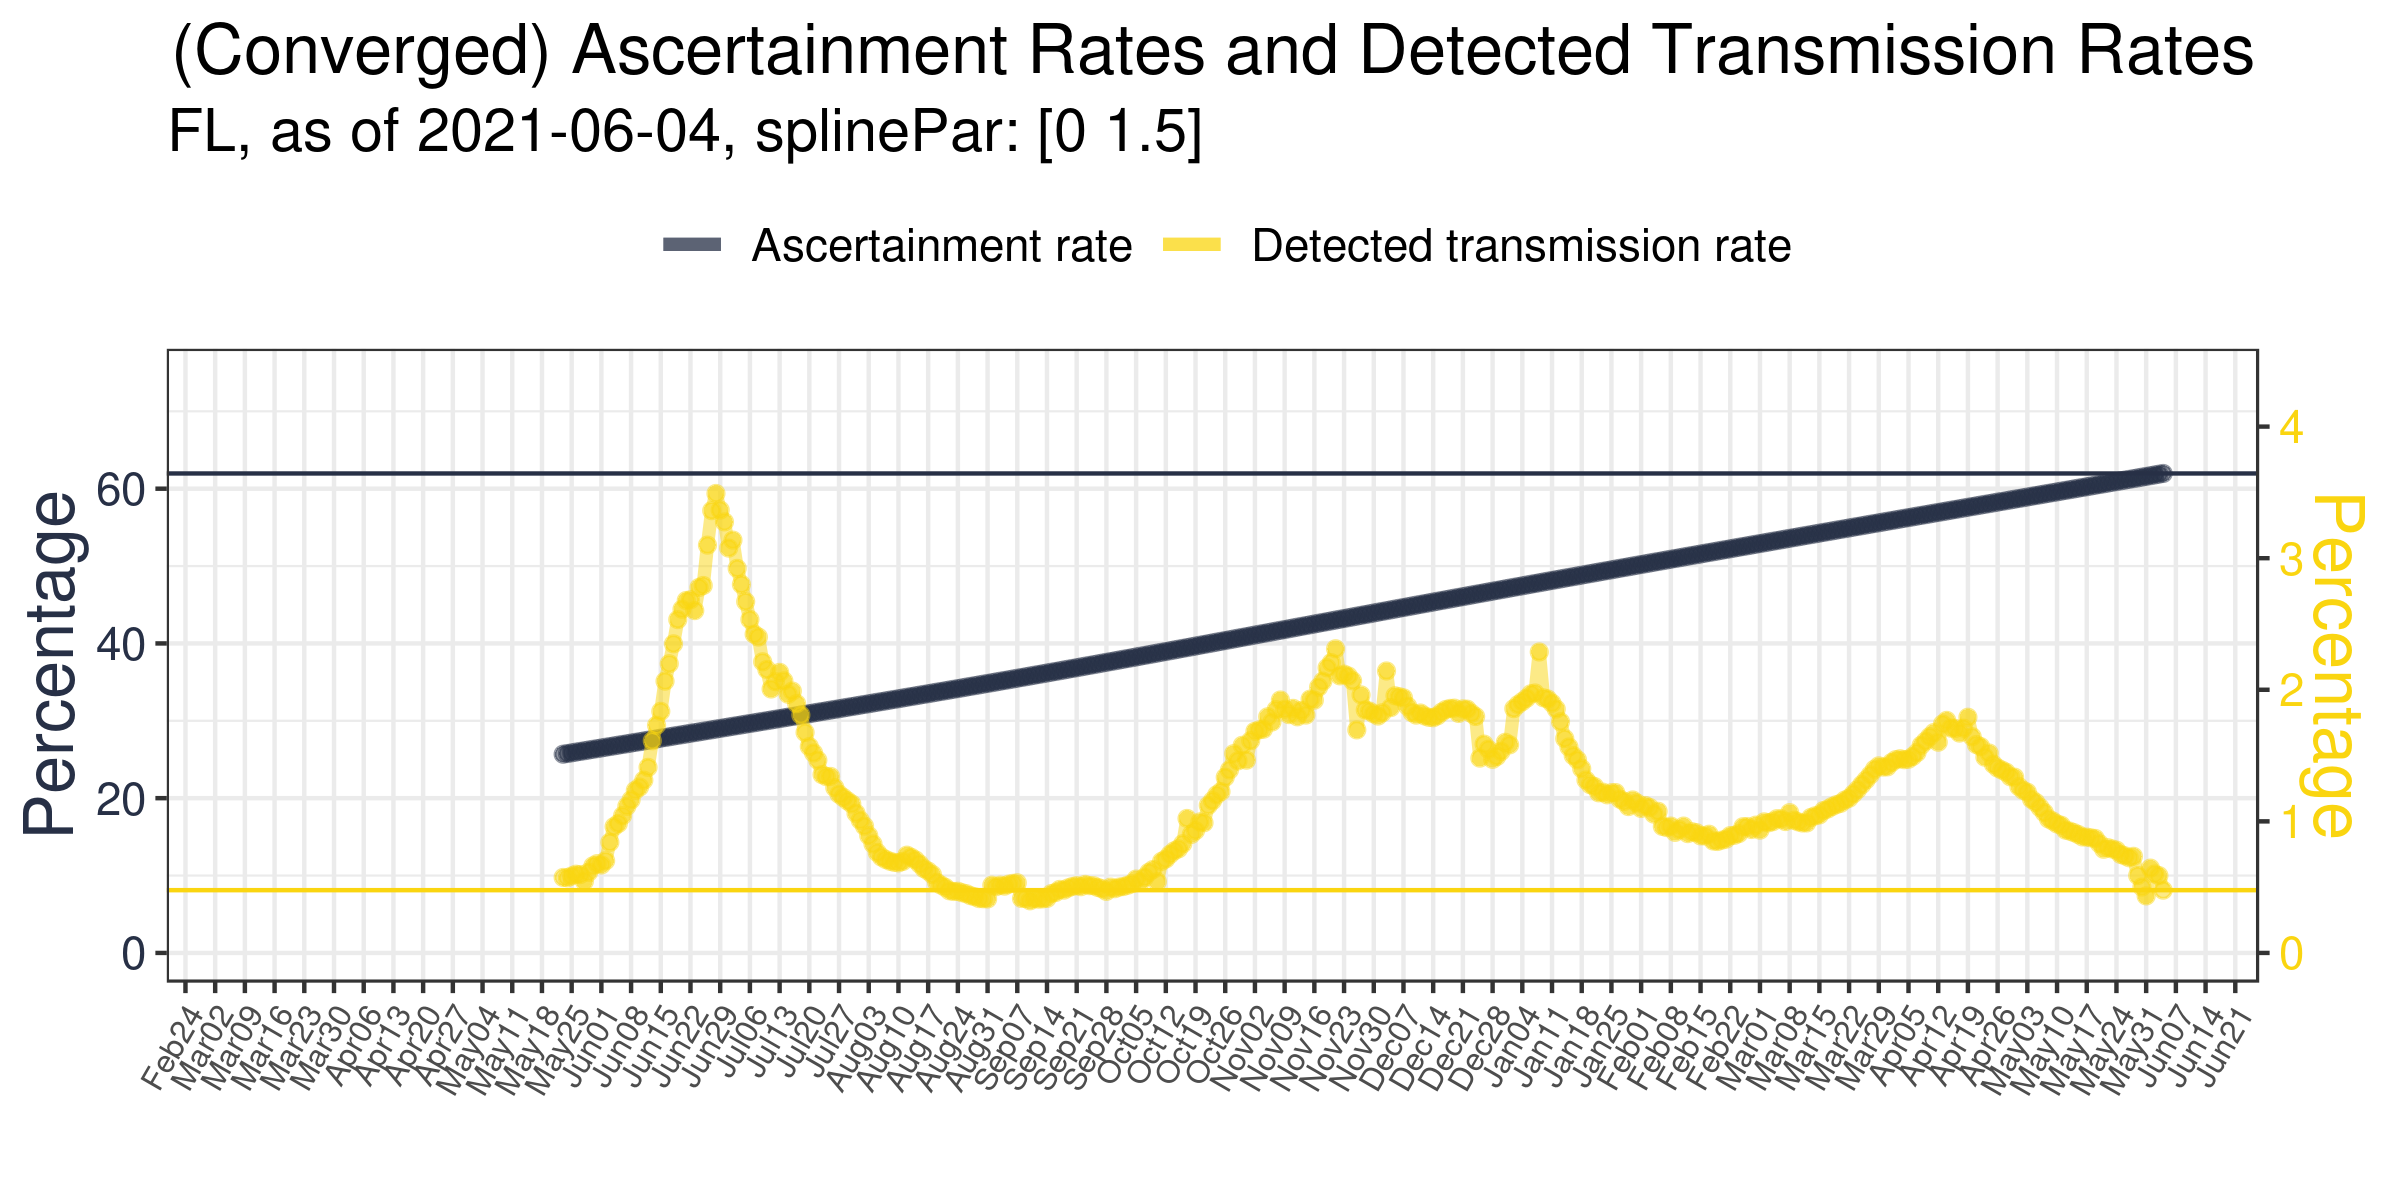 (Converged) Ascertainment Rates and Detected Transmission Rates
FL, as of 2021-06-04, splinePar: [0 1.5]
Ascertainment rate
Detected transmission rate
Percentage
60
40
20
0
4
3
2
1
0
Percentage
Feb24
Mar02
Mar09
Mar16
Mar23
Mar30
Apr06
Apr13
Apr20
Apr27
May04
May11
May18
May25
Jun01
Jun08
Jun15
Jun22
Jun29
Jul06
Jul13
Jul20
Jul27
Aug03
Aug10
Aug17
Aug24
Aug31
Sep07
Sep14
Sep21
Sep28
Oct05
Oct12
Oct19
Oct26
Nov02
Nov09
Nov16
Nov23
Nov30
Dec07
Dec14
Dec21
Dec28
Jan04
Jan11
Jan18
Jan25
Feb01
Feb08
Feb15
Feb22
Mar01
Mar08
Mar15
Mar22
Mar29
Apr05
Apr12
Apr19
Apr26
May03
May10
May17
May24
May31
Jun07
Jun14
Jun21